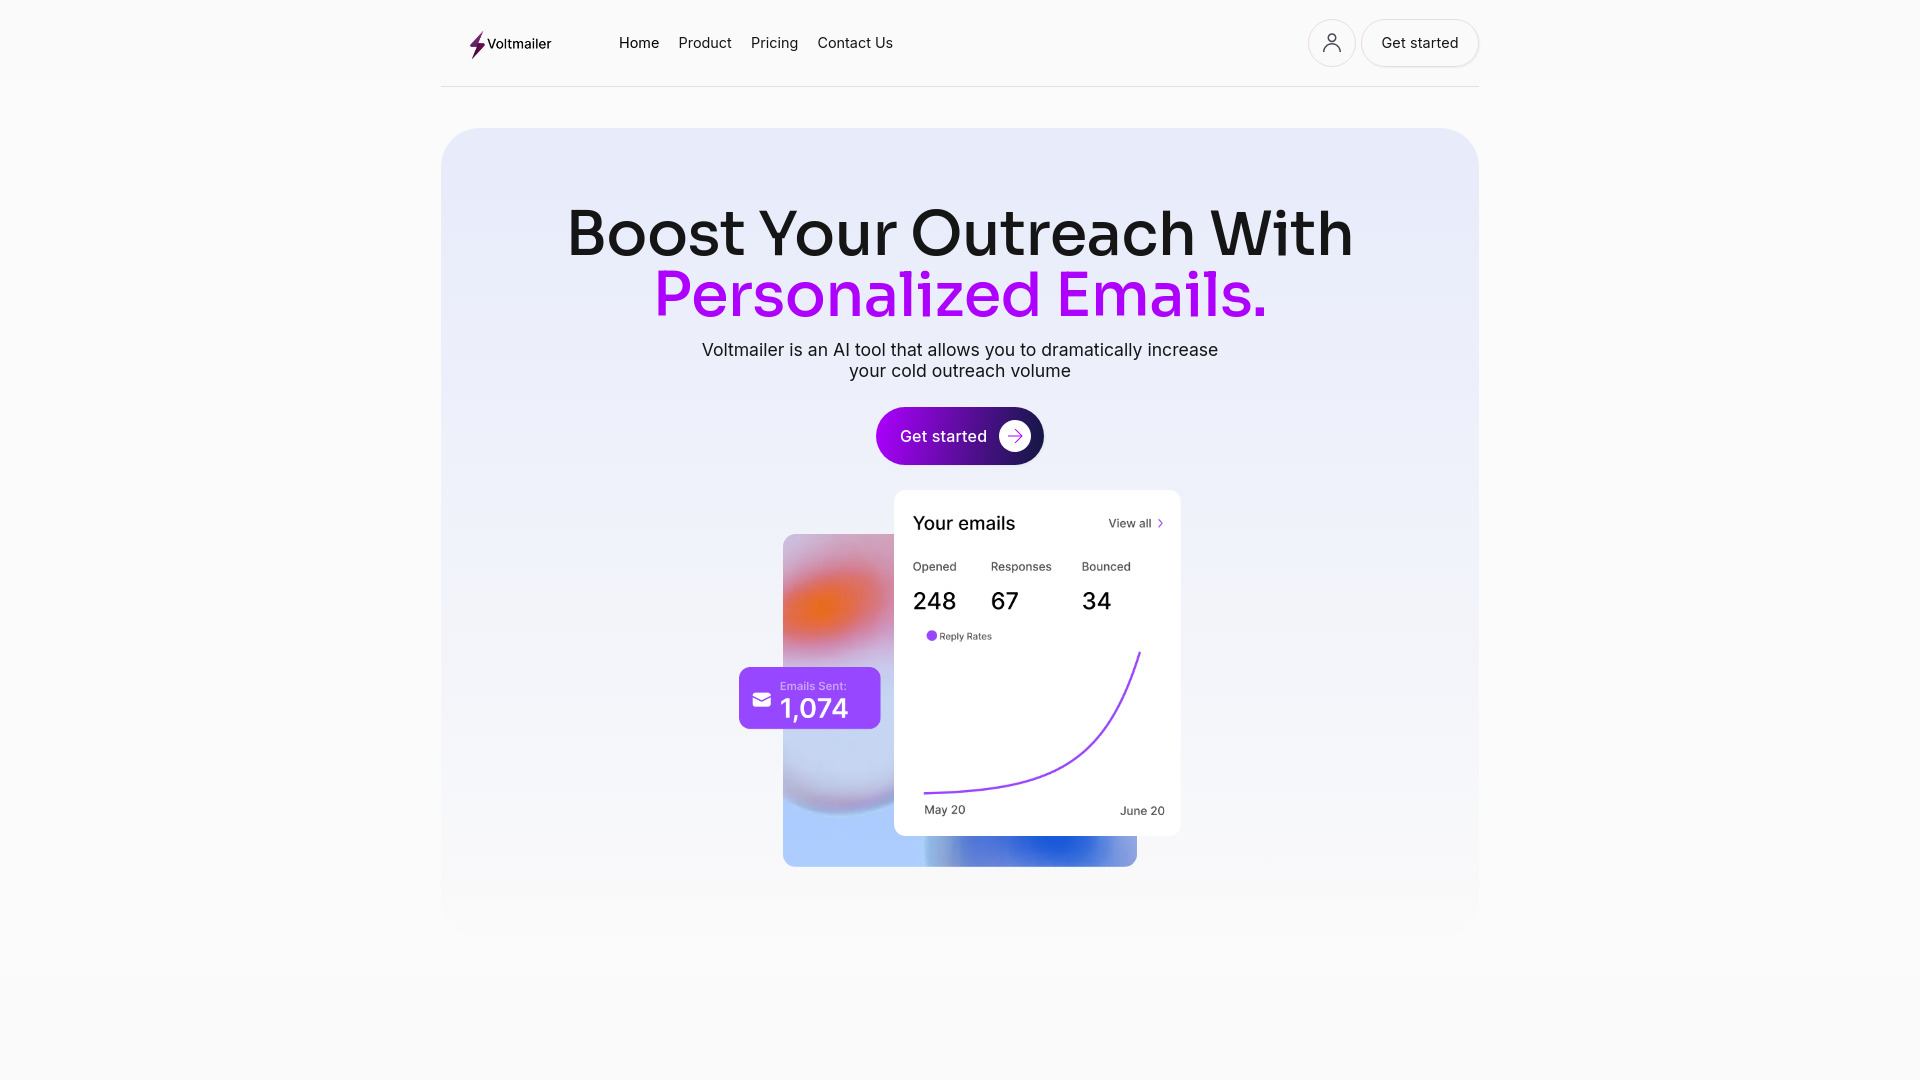 Voltmailer
Home Product Pricing Contact Us
Get started
Boost Your Outreach With
Personalized Emails.
Voltmailer is an AI tool that allows you to dramatically increase
your cold outreach volume
Get started
Your emails
View all
Opened Responses Bounced
248 67 34
Reply Rates
Emails Sent:
1,074
May 20
June 20